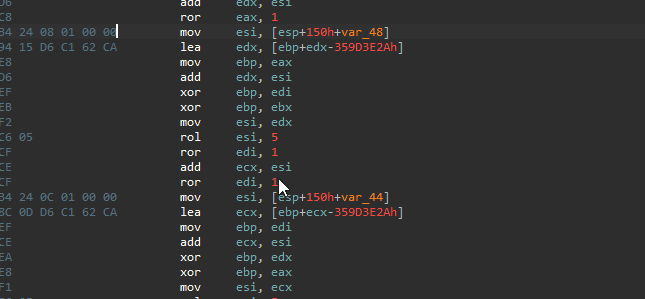 D6 add edx, esi
C8 ror eax, 1
B4 24 08 01 00 00 mov esi, [esp+150h+var_48]
94 15 D6 C1 62 CA lea edx, [ebp+edx-359D3E2Ah]
E8 mov ebp, eax
D6 add edx, esi
EF xor ebp, edi
EB xor ebp, ebx
F2 mov esi, edx
C6 05 rol esi, 5
CF ror edi, 1
CE add ecx, esi
CF ror edi, 1
B4 24 0C 01 00 00 mov esi, [esp+150h+var_44]
8C 0D D6 C1 62 CA lea ecx, [ebp+ecx-359D3E2Ah]
EF mov ebp, edi
CE add ecx, esi
EA xor ebp, edx
E8 xor ebp, eax
F1 mov esi, ecx